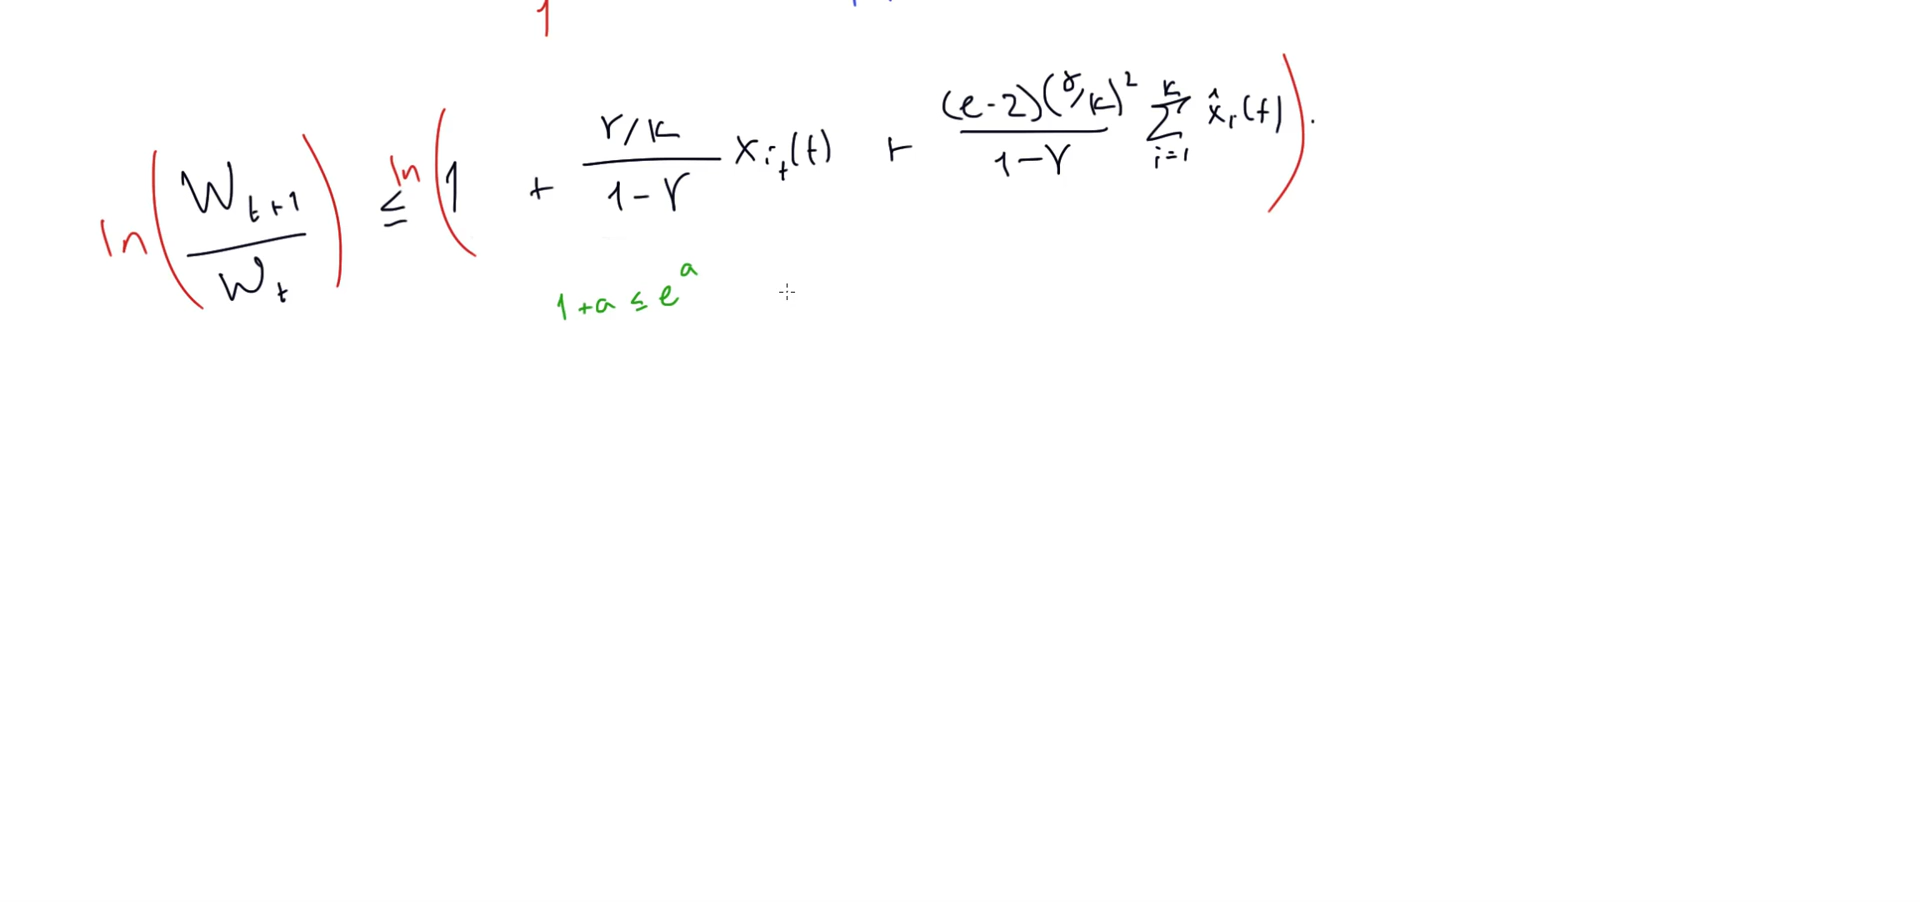 ln(W_{t+1}/W_t) ≤ ln(1 + (γ/K)/(1-γ) x_{i_t}(t) + (e-2)(γ/K)^2/(1-γ) Σ_{i=1}^{K} x̂_i(t)).
1+a ≤ e^a